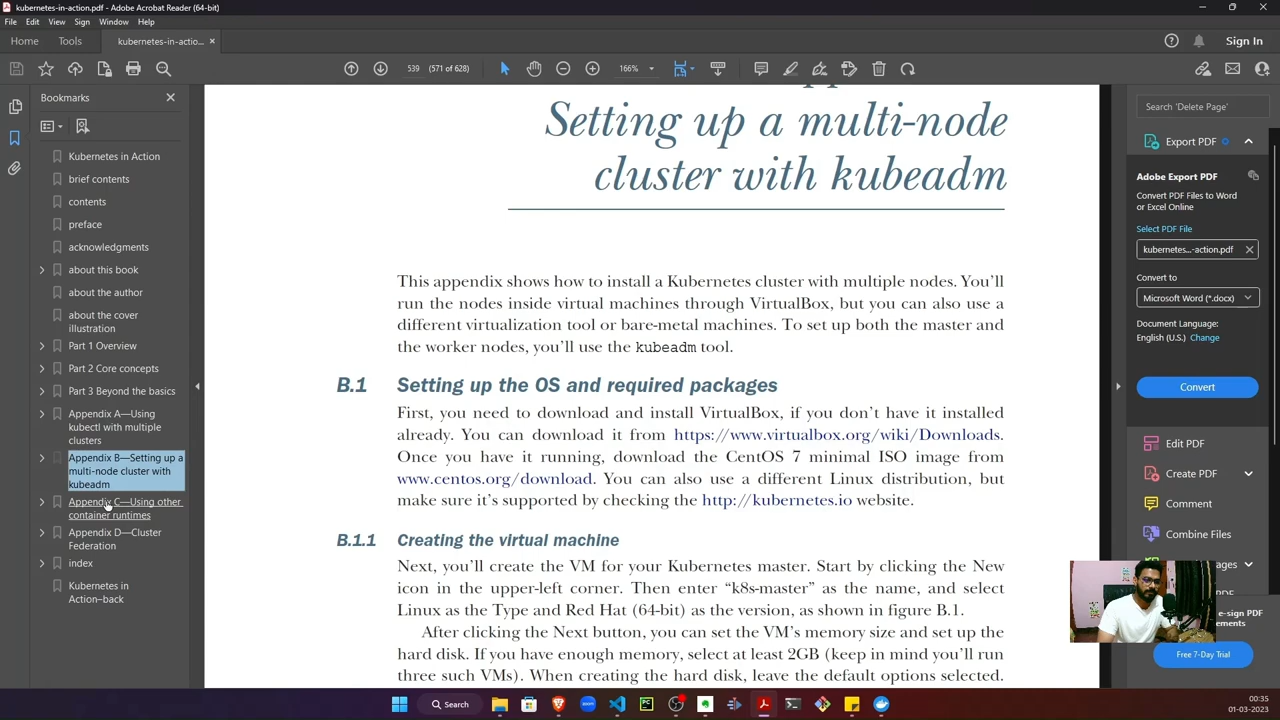 kubernetes-in-action.pdf - Adobe Acrobat Reader (64-bit)
File Edit View Sign Window Help
Home Tools kubernetes-in-actio... × Sign In
539 (571 of 628) 166%
Bookmarks
Kubernetes in Action
brief contents
contents
preface
acknowledgments
about this book
about the author
about the cover
illustration
Part 1 Overview
Part 2 Core concepts
Part 3 Beyond the basics
Appendix A—Using
kubectl with multiple
clusters
Appendix B—Setting up a
multi-node cluster with
kubeadm
Appendix C—Using other
container runtimes
Appendix D—Cluster
Federation
index
Kubernetes in
Action–back
Setting up a multi-node
cluster with kubeadm
This appendix shows how to install a Kubernetes cluster with multiple nodes. You’ll
run the nodes inside virtual machines through VirtualBox, but you can also use a
different virtualization tool or bare-metal machines. To set up both the master and
the worker nodes, you’ll use the kubeadm tool.
B.1 Setting up the OS and required packages
First, you need to download and install VirtualBox, if you don’t have it installed
already. You can download it from https://www.virtualbox.org/wiki/Downloads.
Once you have it running, download the CentOS 7 minimal ISO image from
www.centos.org/download. You can also use a different Linux distribution, but
make sure it’s supported by checking the http://kubernetes.io website.
B.1.1 Creating the virtual machine
Next, you’ll create the VM for your Kubernetes master. Start by clicking the New
icon in the upper-left corner. Then enter “k8s-master” as the name, and select
Linux as the Type and Red Hat (64-bit) as the version, as shown in figure B.1.
After clicking the Next button, you can set the VM’s memory size and set up the
hard disk. If you have enough memory, select at least 2GB (keep in mind you’ll run
three such VMs). When creating the hard disk, leave the default options selected.
Search 'Delete Page'
Export PDF
Adobe Export PDF
Convert PDF Files to Word
or Excel Online
Select PDF File
kubernetes...-action.pdf
Convert to
Microsoft Word (*.docx)
Document Language:
English (U.S.) Change
Convert
Edit PDF
Create PDF
Comment
Combine Files
ages
PDF
e-sign PDF
ements
Free 7-Day Trial
Search
00:35
01-03-2023